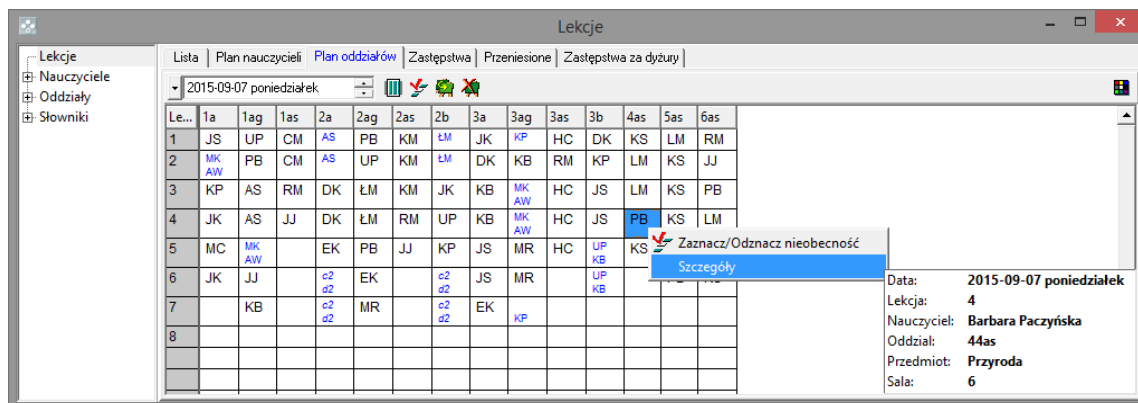 Lekcje
Lekcje
Nauczyciele
Oddziały
Słowniki
Lista Plan nauczycieli Plan oddziałów Zastępstwa Przeniesione Zastępstwa za dyżury
2015-09-07 poniedziałek
Le... 1a 1ag 1as 2a 2ag 2as 2b 3a 3ag 3as 3b 4as 5as 6as
1 JS UP CM AS PB KM ŁM JK KP HC DK KS LM RM
2 MK AW PB CM AS UP KM ŁM DK KB RM KP LM KS JJ
3 KP AS RM DK ŁM KM JK KB MK AW HC JS LM KS PB
4 JK AS JJ DK ŁM RM UP KB MK AW HC JS PB KS LM
5 MC MK AW EK PB JJ KP JS MR HC UP KB KS
Zaznacz/Odznacz nieobecność
Szczegóły
6 JK JJ c2 d2 EK c2 d2 JS MR UP KB
7 KB c2 d2 MR c2 d2 EK KP
8
Data: 2015-09-07 poniedziałek
Lekcja: 4
Nauczyciel: Barbara Paczyńska
Oddział: 44as
Przedmiot: Przyroda
Sala: 6